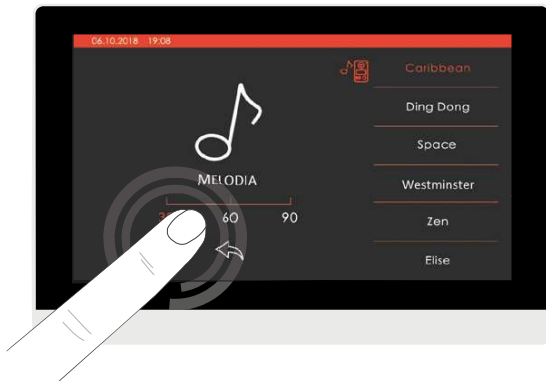 06.10.2018 19:08
Caribbean
Ding Dong
Space
MELODIA
Westminster
60 90
Zen
Elise